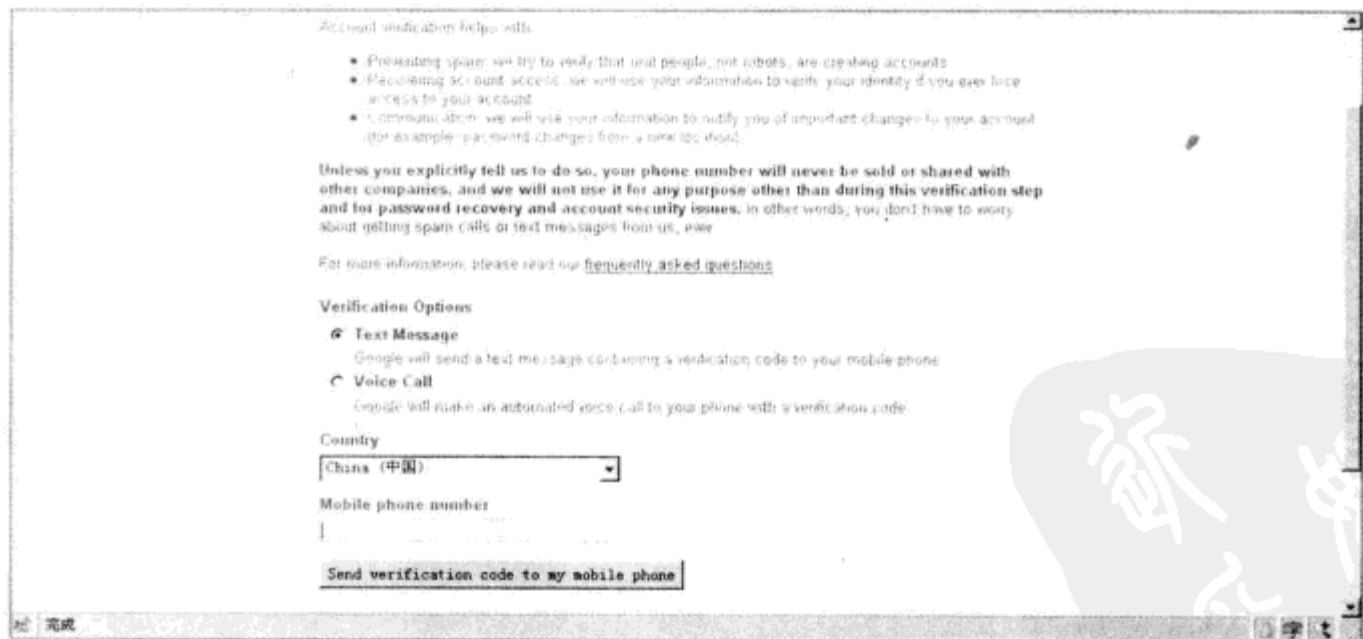 Account verification helps with:
Preventing spam: we try to verify that real people, not robots, are creating accounts
Recovering account access: we will use your information to verify your identity if you ever lose
access to your account
Communication: we will use your information to notify you of important changes to your account
(for example, password changes from a new location)
Unless you explicitly tell us to do so, your phone number will never be sold or shared with
other companies, and we will not use it for any purpose other than during this verification step
and for password recovery and account security issues. In other words, you don't have to worry
about getting spam calls or text messages from us, ever
For more information, please read our frequently asked questions
Verification Options
Text Message
Google will send a text message containing a verification code to your mobile phone
Voice Call
Google will make an automated voice call to your phone with a verification code
Country
China (中国)
Mobile phone number
Send verification code to my mobile phone
完成